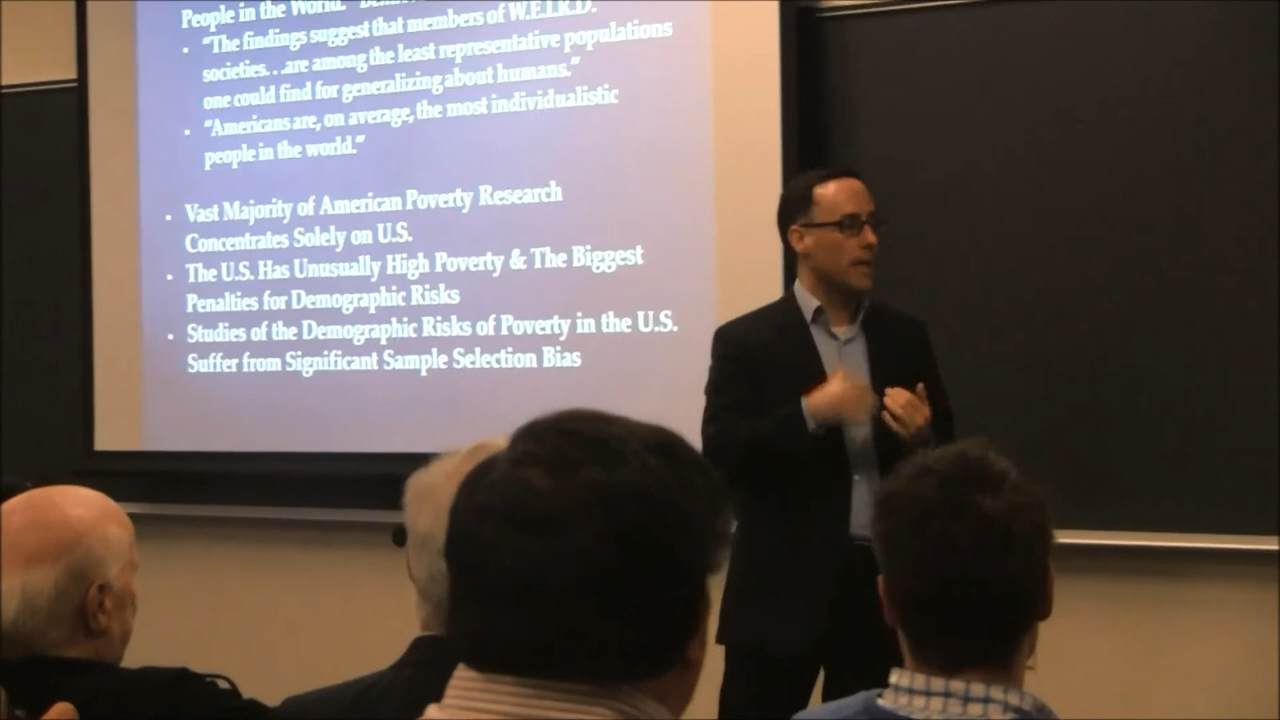 People in the World."
• "The findings suggest that members of W.E.I.R.D.
societies…are among the least representative populations
one could find for generalizing about humans."
• "Americans are, on average, the most individualistic
people in the world."
• Vast Majority of American Poverty Research
Concentrates Solely on U.S.
• The U.S. Has Unusually High Poverty & The Biggest
Penalties for Demographic Risks
• Studies of the Demographic Risks of Poverty in the U.S.
Suffer from Significant Sample Selection Bias